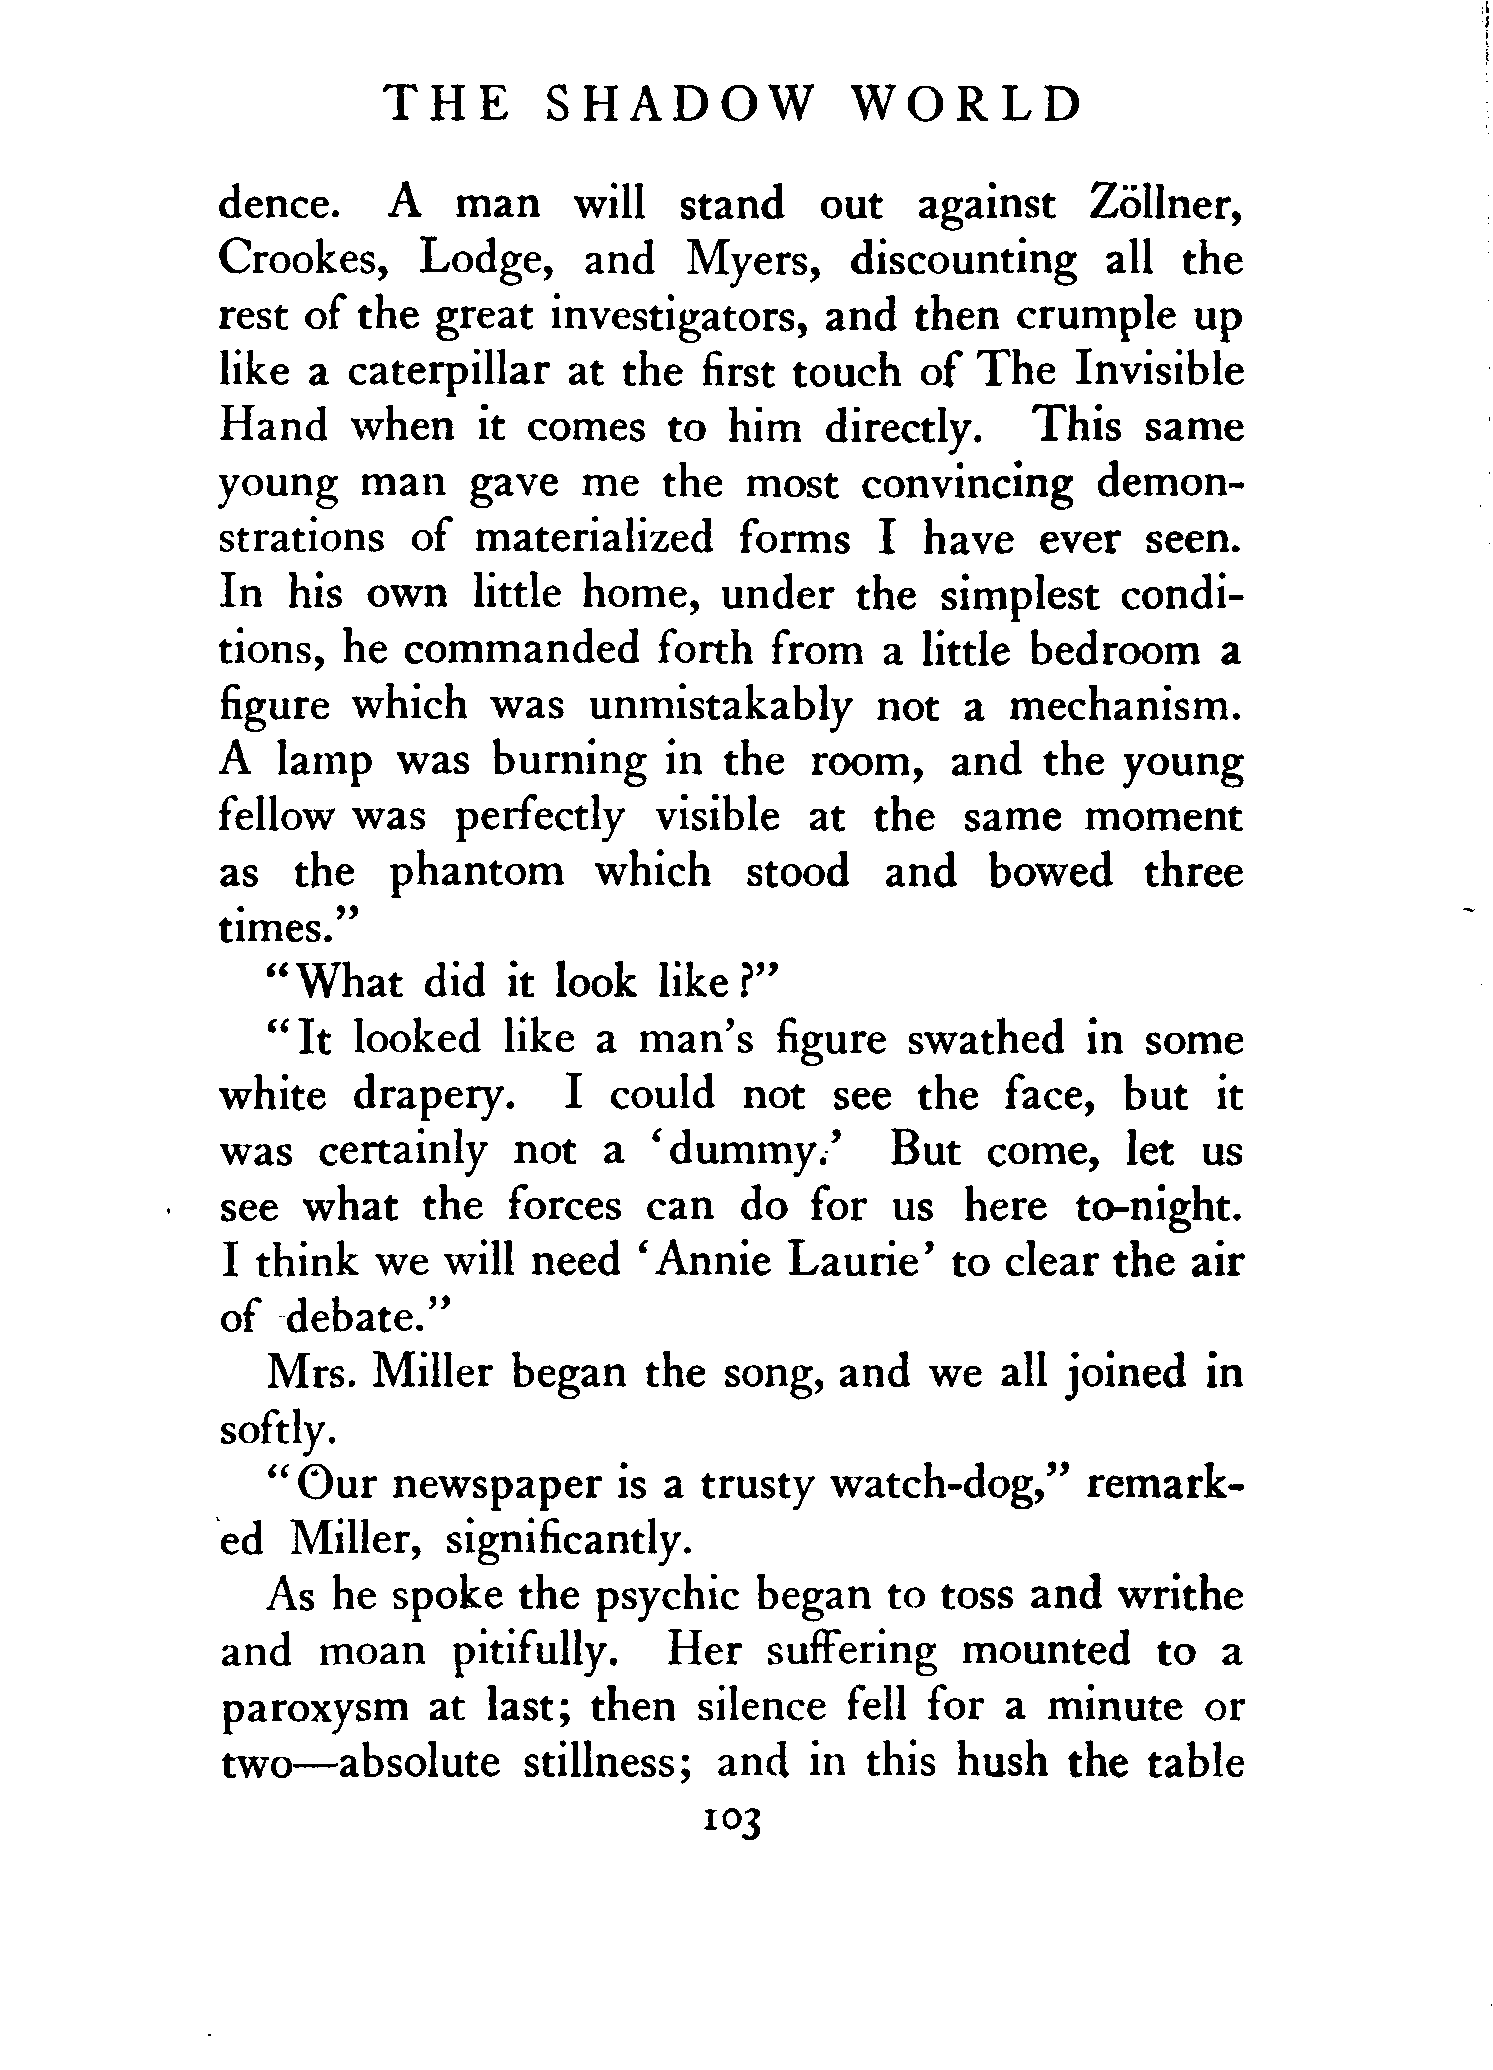 THE SHADOW WORLD
dence. A man will stand out against Zöllner,
Crookes, Lodge, and Myers, discounting all the
rest of the great investigators, and then crumple up
like a caterpillar at the first touch of The Invisible
Hand when it comes to him directly. This same
young man gave me the most convincing demon-
strations of materialized forms I have ever seen.
In his own little home, under the simplest condi-
tions, he commanded forth from a little bedroom a
figure which was unmistakably not a mechanism.
A lamp was burning in the room, and the young
fellow was perfectly visible at the same moment
as the phantom which stood and bowed three
times.”
“What did it look like?”
“It looked like a man’s figure swathed in some
white drapery. I could not see the face, but it
was certainly not a ‘dummy.’ But come, let us
see what the forces can do for us here to-night.
I think we will need ‘Annie Laurie’ to clear the air
of debate.”
Mrs. Miller began the song, and we all joined in
softly.
“Our newspaper is a trusty watch-dog,” remark-
ed Miller, significantly.
As he spoke the psychic began to toss and writhe
and moan pitifully. Her suffering mounted to a
paroxysm at last; then silence fell for a minute or
two—absolute stillness; and in this hush the table
103